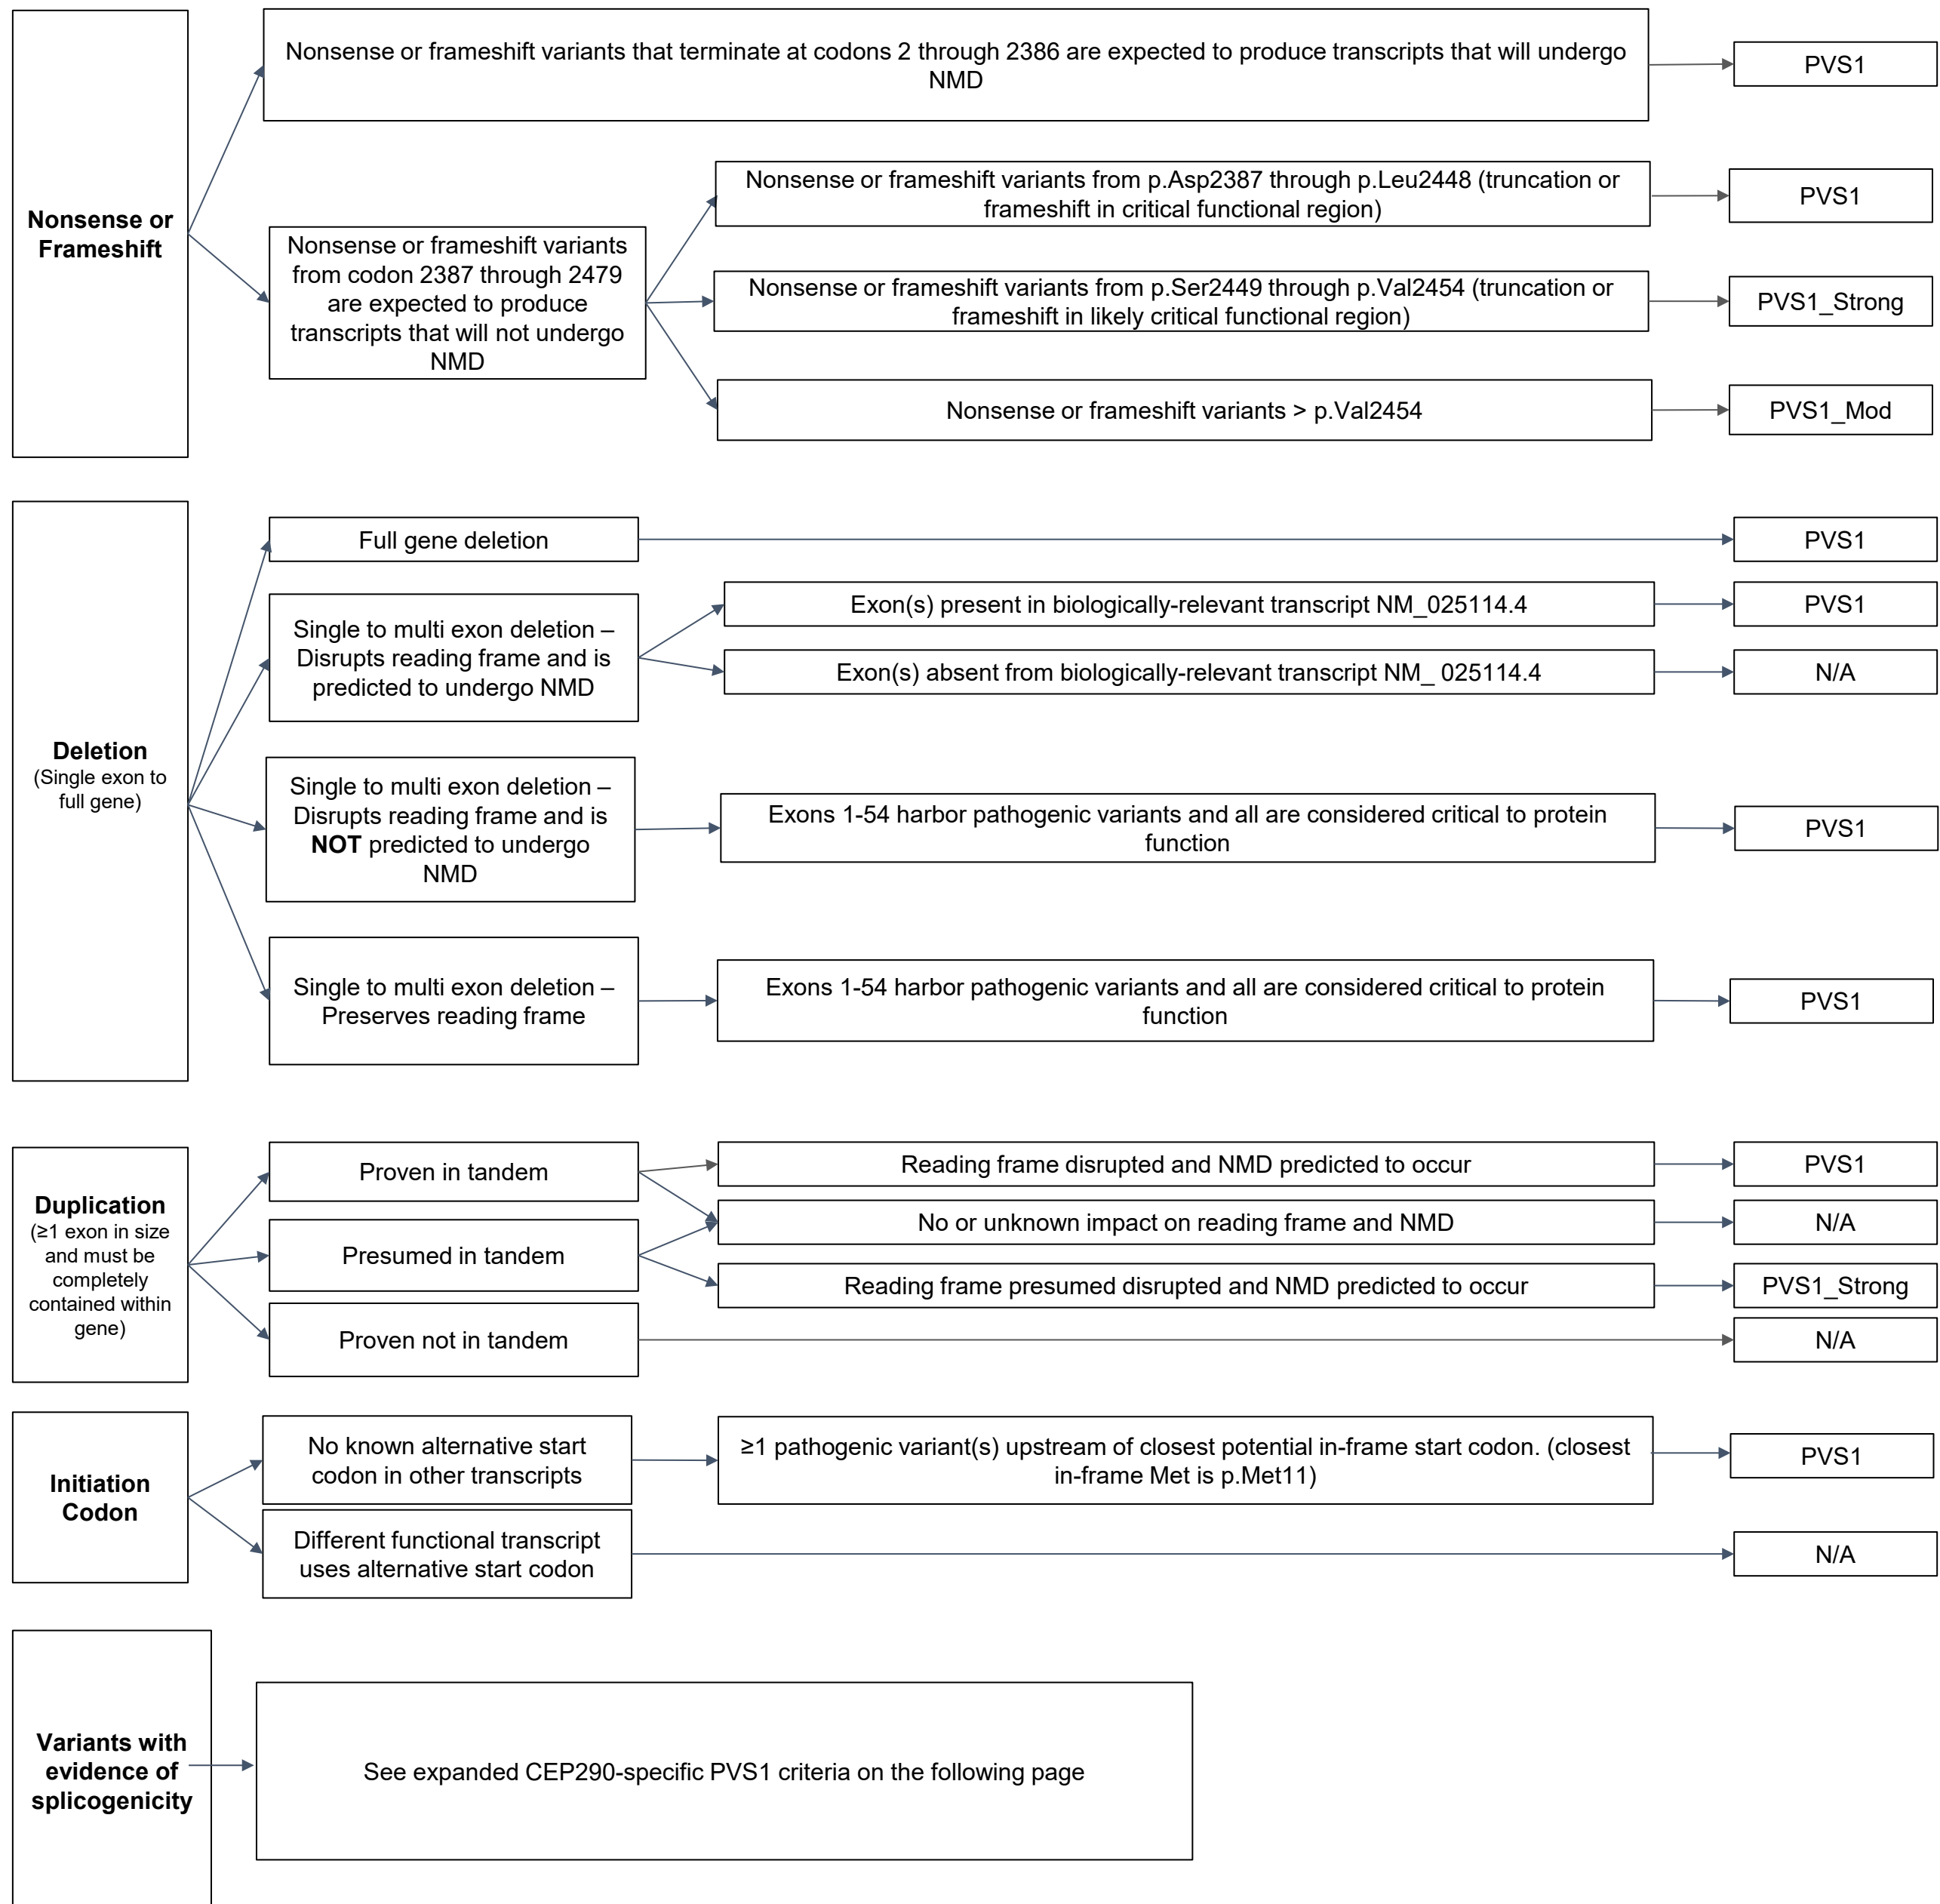 Nonsense or
Frameshift
Nonsense or frameshift variants that terminate at codons 2 through 2386 are expected to produce transcripts that will undergo
NMD
PVS1
Nonsense or frameshift variants
from codon 2387 through 2479
are expected to produce
transcripts that will not undergo
NMD
Nonsense or frameshift variants from p.Asp2387 through p.Leu2448 (truncation or
frameshift in critical functional region)
PVS1
Nonsense or frameshift variants from p.Ser2449 through p.Val2454 (truncation or
frameshift in likely critical functional region)
PVS1_Strong
Nonsense or frameshift variants > p.Val2454
PVS1_Mod
Deletion
(Single exon to
full gene)
Full gene deletion
PVS1
Single to multi exon deletion –
Disrupts reading frame and is
predicted to undergo NMD
Exon(s) present in biologically-relevant transcript NM_025114.4
PVS1
Exon(s) absent from biologically-relevant transcript NM_ 025114.4
N/A
Single to multi exon deletion –
Disrupts reading frame and is
NOT predicted to undergo
NMD
Exons 1-54 harbor pathogenic variants and all are considered critical to protein
function
PVS1
Single to multi exon deletion –
Preserves reading frame
Exons 1-54 harbor pathogenic variants and all are considered critical to protein
function
PVS1
Duplication
(≥1 exon in size
and must be
completely
contained within
gene)
Proven in tandem
Reading frame disrupted and NMD predicted to occur
PVS1
No or unknown impact on reading frame and NMD
N/A
Presumed in tandem
Reading frame presumed disrupted and NMD predicted to occur
PVS1_Strong
Proven not in tandem
N/A
Initiation
Codon
No known alternative start
codon in other transcripts
≥1 pathogenic variant(s) upstream of closest potential in-frame start codon. (closest
in-frame Met is p.Met11)
PVS1
Different functional transcript
uses alternative start codon
N/A
Variants with
evidence of
splicogenicity
See expanded CEP290-specific PVS1 criteria on the following page